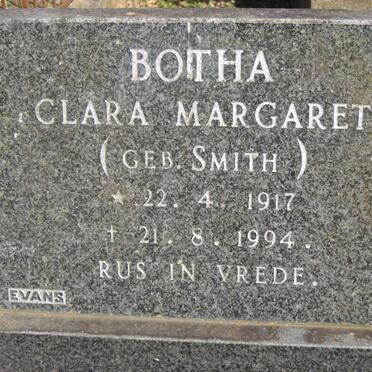 BOTHA
CLARA MARGARET
(GEB. SMITH)
* 22. 4. 1917
† 21. 8. 1994.
RUS IN VREDE.
EVANS